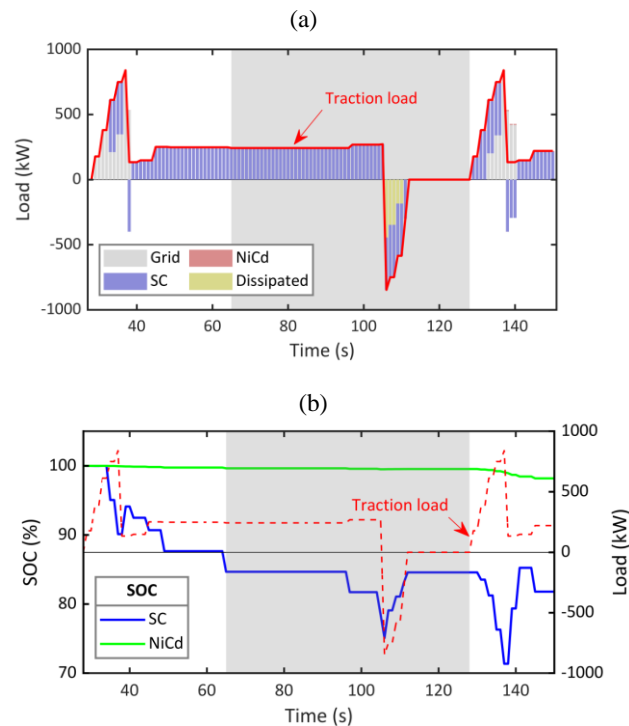 (a)
1000
500
0
-500
-1000
Load (kW)
Traction load
Grid NiCd
SC Dissipated
40 60 80 100 120 140
Time (s)
(b)
100
90
80
70
SOC (%)
1000
500
0
-500
-1000
Load (kW)
Traction load
SOC
SC
NiCd
40 60 80 100 120 140
Time (s)